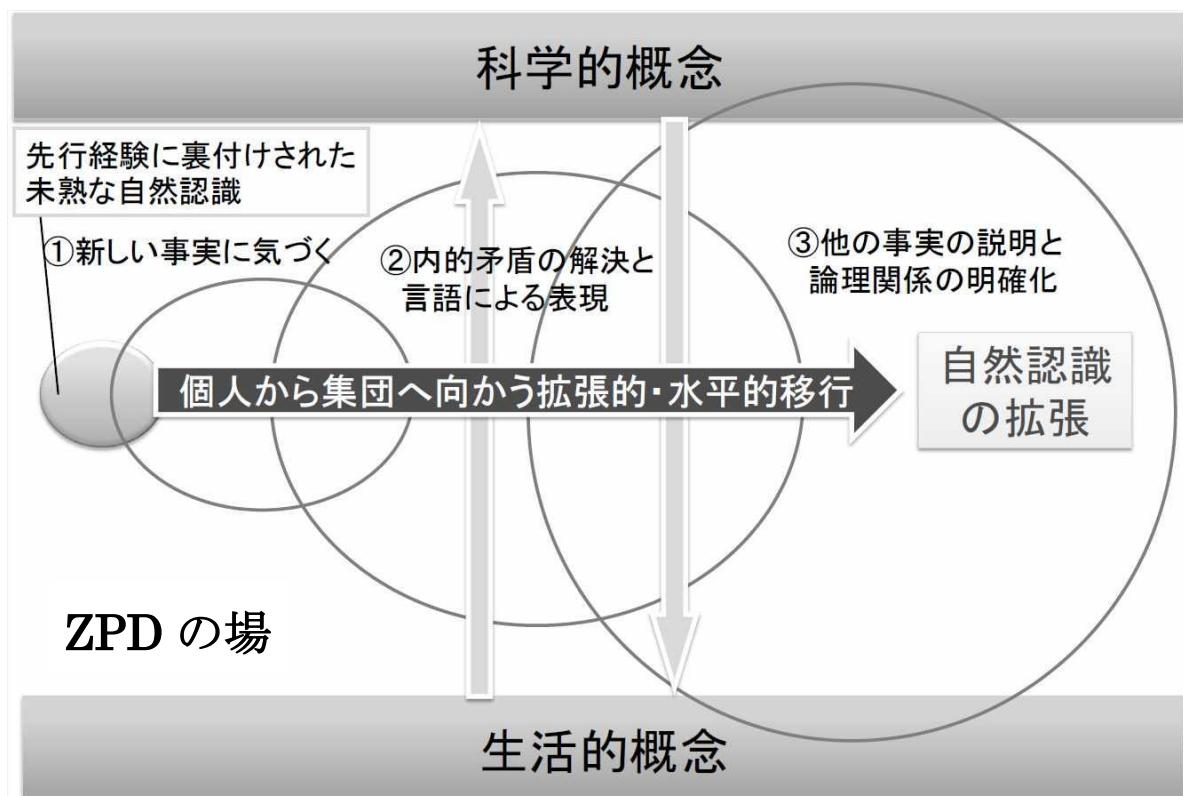 科学的概念
先行経験に裏付けされた
未熟な自然認識
①新しい事実に気づく
②内的矛盾の解決と
言語による表現
③他の事実の説明と
論理関係の明確化
個人から集団へ向かう拡張的・水平的移行
自然認識
の拡張
ZPD の場
生活的概念